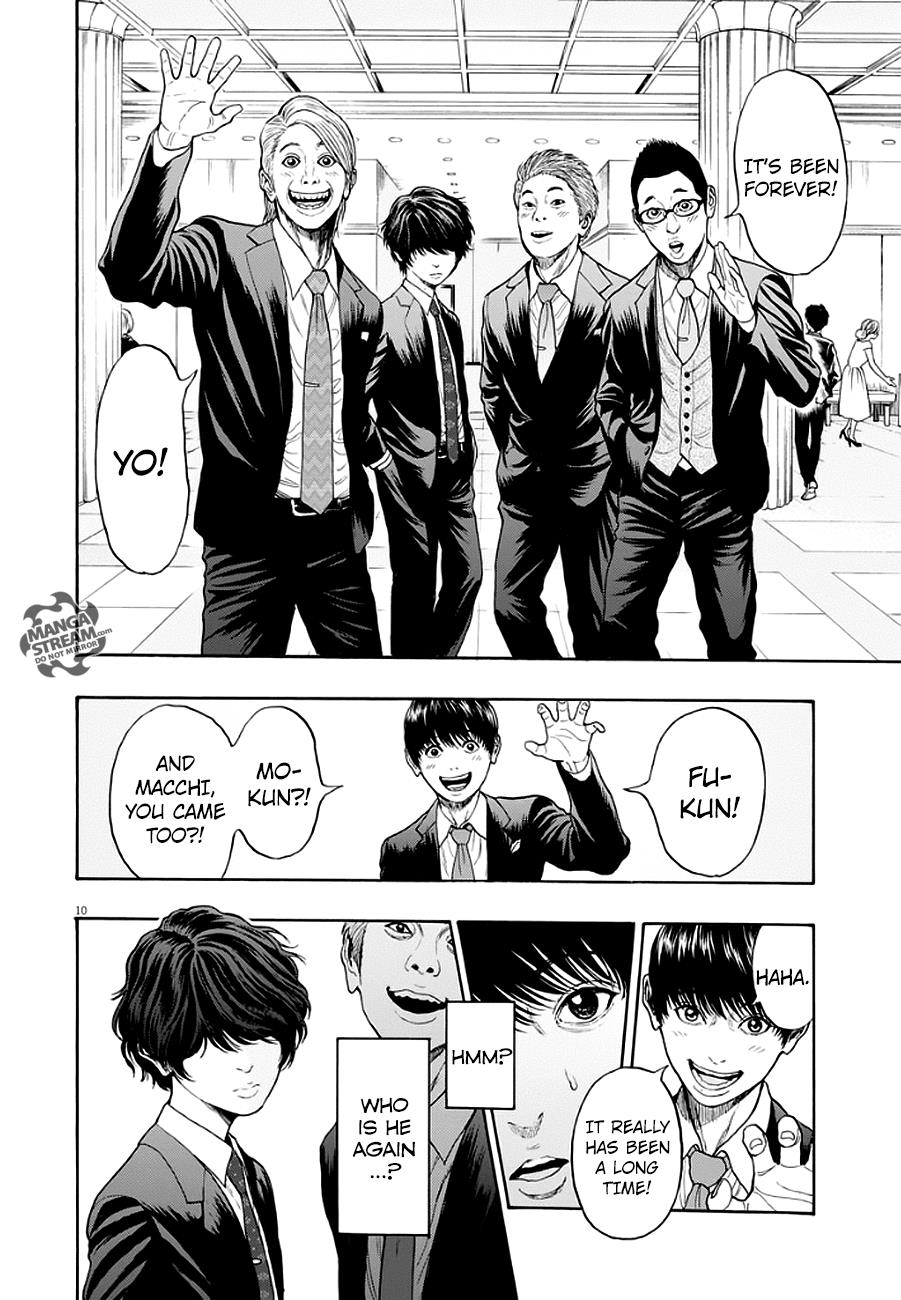 IT'S BEEN
FOREVER!
YO!
MANGA
STREAM.com
DO NOT MIRROR
FU-
KUN!
MO-
KUN?!
AND
MACCHI,
YOU CAME
TOO?!
10
HAHA.
IT REALLY
HAS BEEN
A LONG
TIME!
HMM?
WHO
IS HE
AGAIN
...?